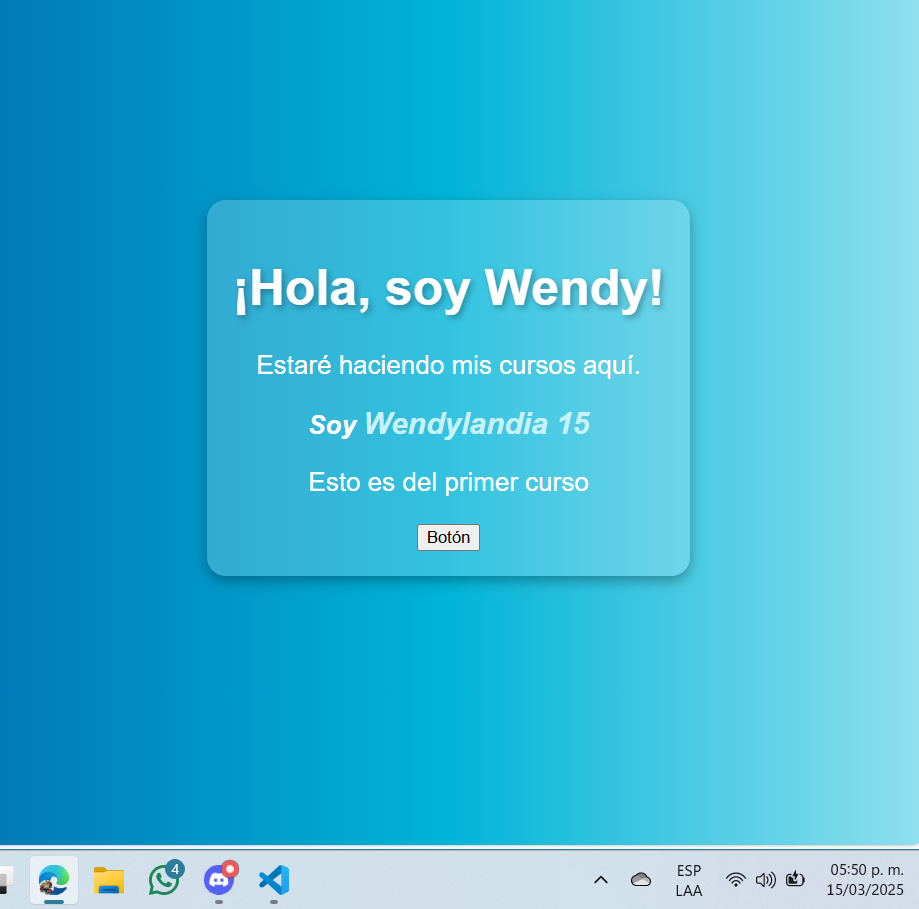 ¡Hola, soy Wendy!
Estaré haciendo mis cursos aquí.
Soy Wendylandia 15
Esto es del primer curso
Botón
4
ESP
LAA
05:50 p. m.
15/03/2025